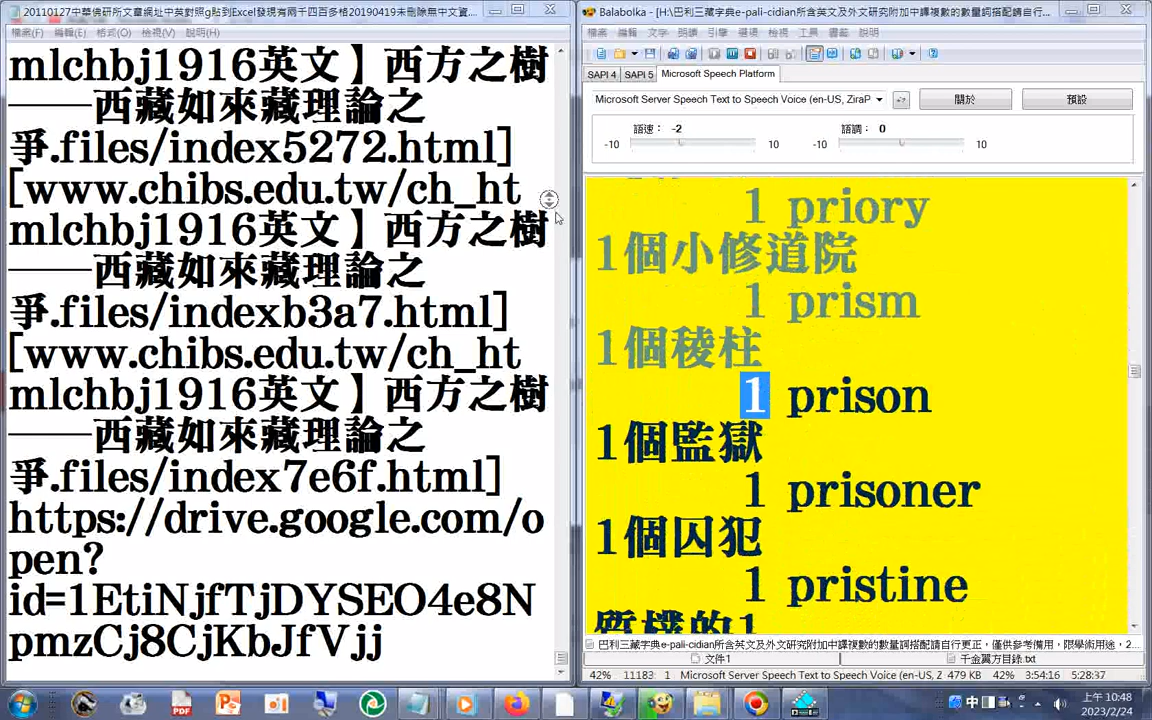 20110127中華佛研所文章網址中英對照g貼到Excel發現有兩千四百多格20190419未刪除無中文資...
檔案(F) 編輯(E) 格式(O) 檢視(V) 說明(H)
mlchbj1916英文】西方之樹
——西藏如來藏理論之
爭.files/index5272.html]
[www.chibs.edu.tw/ch_ht
mlchbj1916英文】西方之樹
——西藏如來藏理論之
爭.files/indexb3a7.html]
[www.chibs.edu.tw/ch_ht
mlchbj1916英文】西方之樹
——西藏如來藏理論之
爭.files/index7e6f.html]
https://drive.google.com/o
pen?
id=1EtiNjfTjDYSEO4e8N
pmzCj8CjKbJfVjj
Balabolka - [H:\巴利三藏字典e-pali-cidian所含英文及外文研究附加中譯複數的數量詞搭配請自行...
檔案 編輯 文字 朗讀 引擎 選項 檢視 工具 書籤 說明
SAPI 4 SAPI 5 Microsoft Speech Platform
Microsoft Server Speech Text to Speech Voice (en-US, ZiraP
關於 預設
語速： -2 語調： 0
-10 10 -10 10
1 priory
1個小修道院
1 prism
1個稜柱
1 prison
1個監獄
1 prisoner
1個囚犯
1 pristine
質樸的1
巴利三藏字典e-pali-cidian所含英文及外文研究附加中譯複數的數量詞搭配請自行更正，僅供參考備用，限學術用途，2...
文件1 千金翼方目錄.txt
42% 11183: 1 Microsoft Server Speech Text to Speech V... 479 KB 42% 3:54:16 5:28:37
上午 10:48
2023/2/24